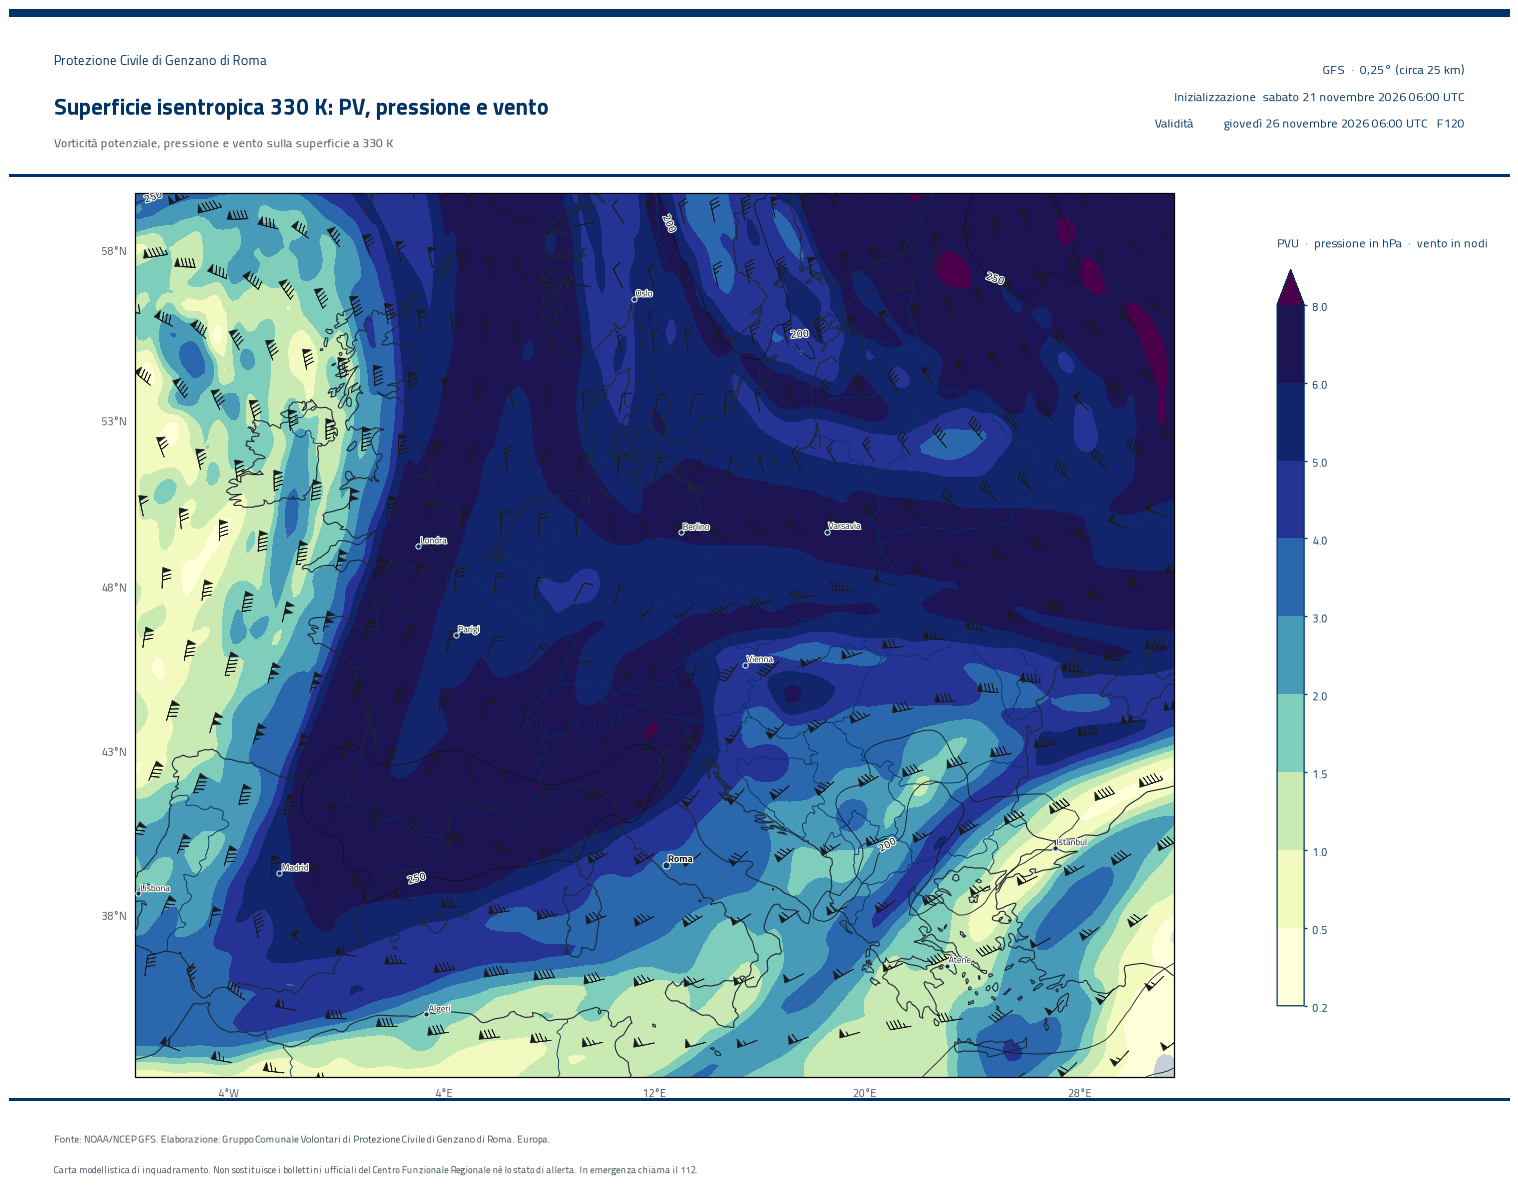 Protezione Civile di Genzano di Roma
Superficie isentropica 330 K: PV, pressione e vento
Vorticità potenziale, pressione e vento sulla superficie a 330 K
GFS · 0,25° (circa 25 km)
Inizializzazione sabato 21 novembre 2026 06:00 UTC
Validità giovedì 26 novembre 2026 06:00 UTC F120
PVU · pressione in hPa · vento in nodi
8.0
6.0
5.0
4.0
3.0
2.0
1.5
1.0
0.5
0.2
58°N
53°N
48°N
43°N
38°N
4°W
4°E
12°E
20°E
28°E
250
200
250
200
200
250
Oslo
Berlino
Varsavia
Londra
Parigi
Vienna
Roma
Madrid
Lisbona
Istanbul
Atene
Algeri
Fonte: NOAA/NCEP GFS. Elaborazione: Gruppo Comunale Volontari di Protezione Civile di Genzano di Roma. Europa.
Carta modellistica di inquadramento. Non sostituisce i bollettini ufficiali del Centro Funzionale Regionale né lo stato di allerta. In emergenza chiama il 112.